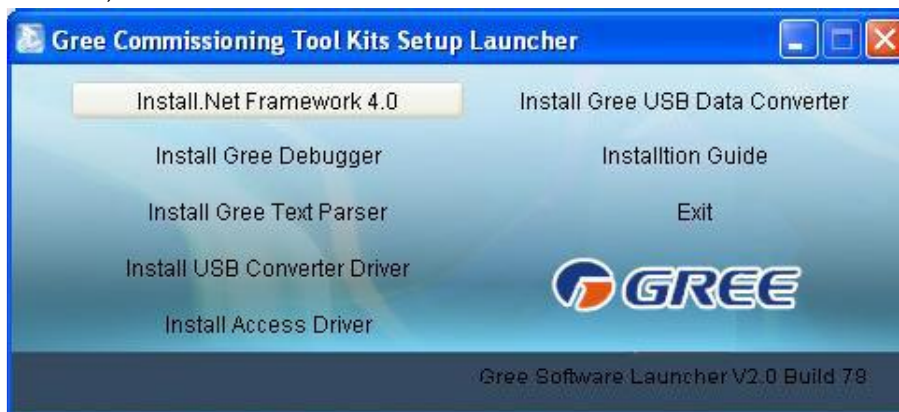 Gree Commissioning Tool Kits Setup Launcher
Install.Net Framework 4.0
Install Gree Debugger
Install Gree Text Parser
Install USB Converter Driver
Install Access Driver
Install Gree USB Data Converter
Installtion Guide
Exit
GREE
Gree Software Launcher V2.0 Build 78